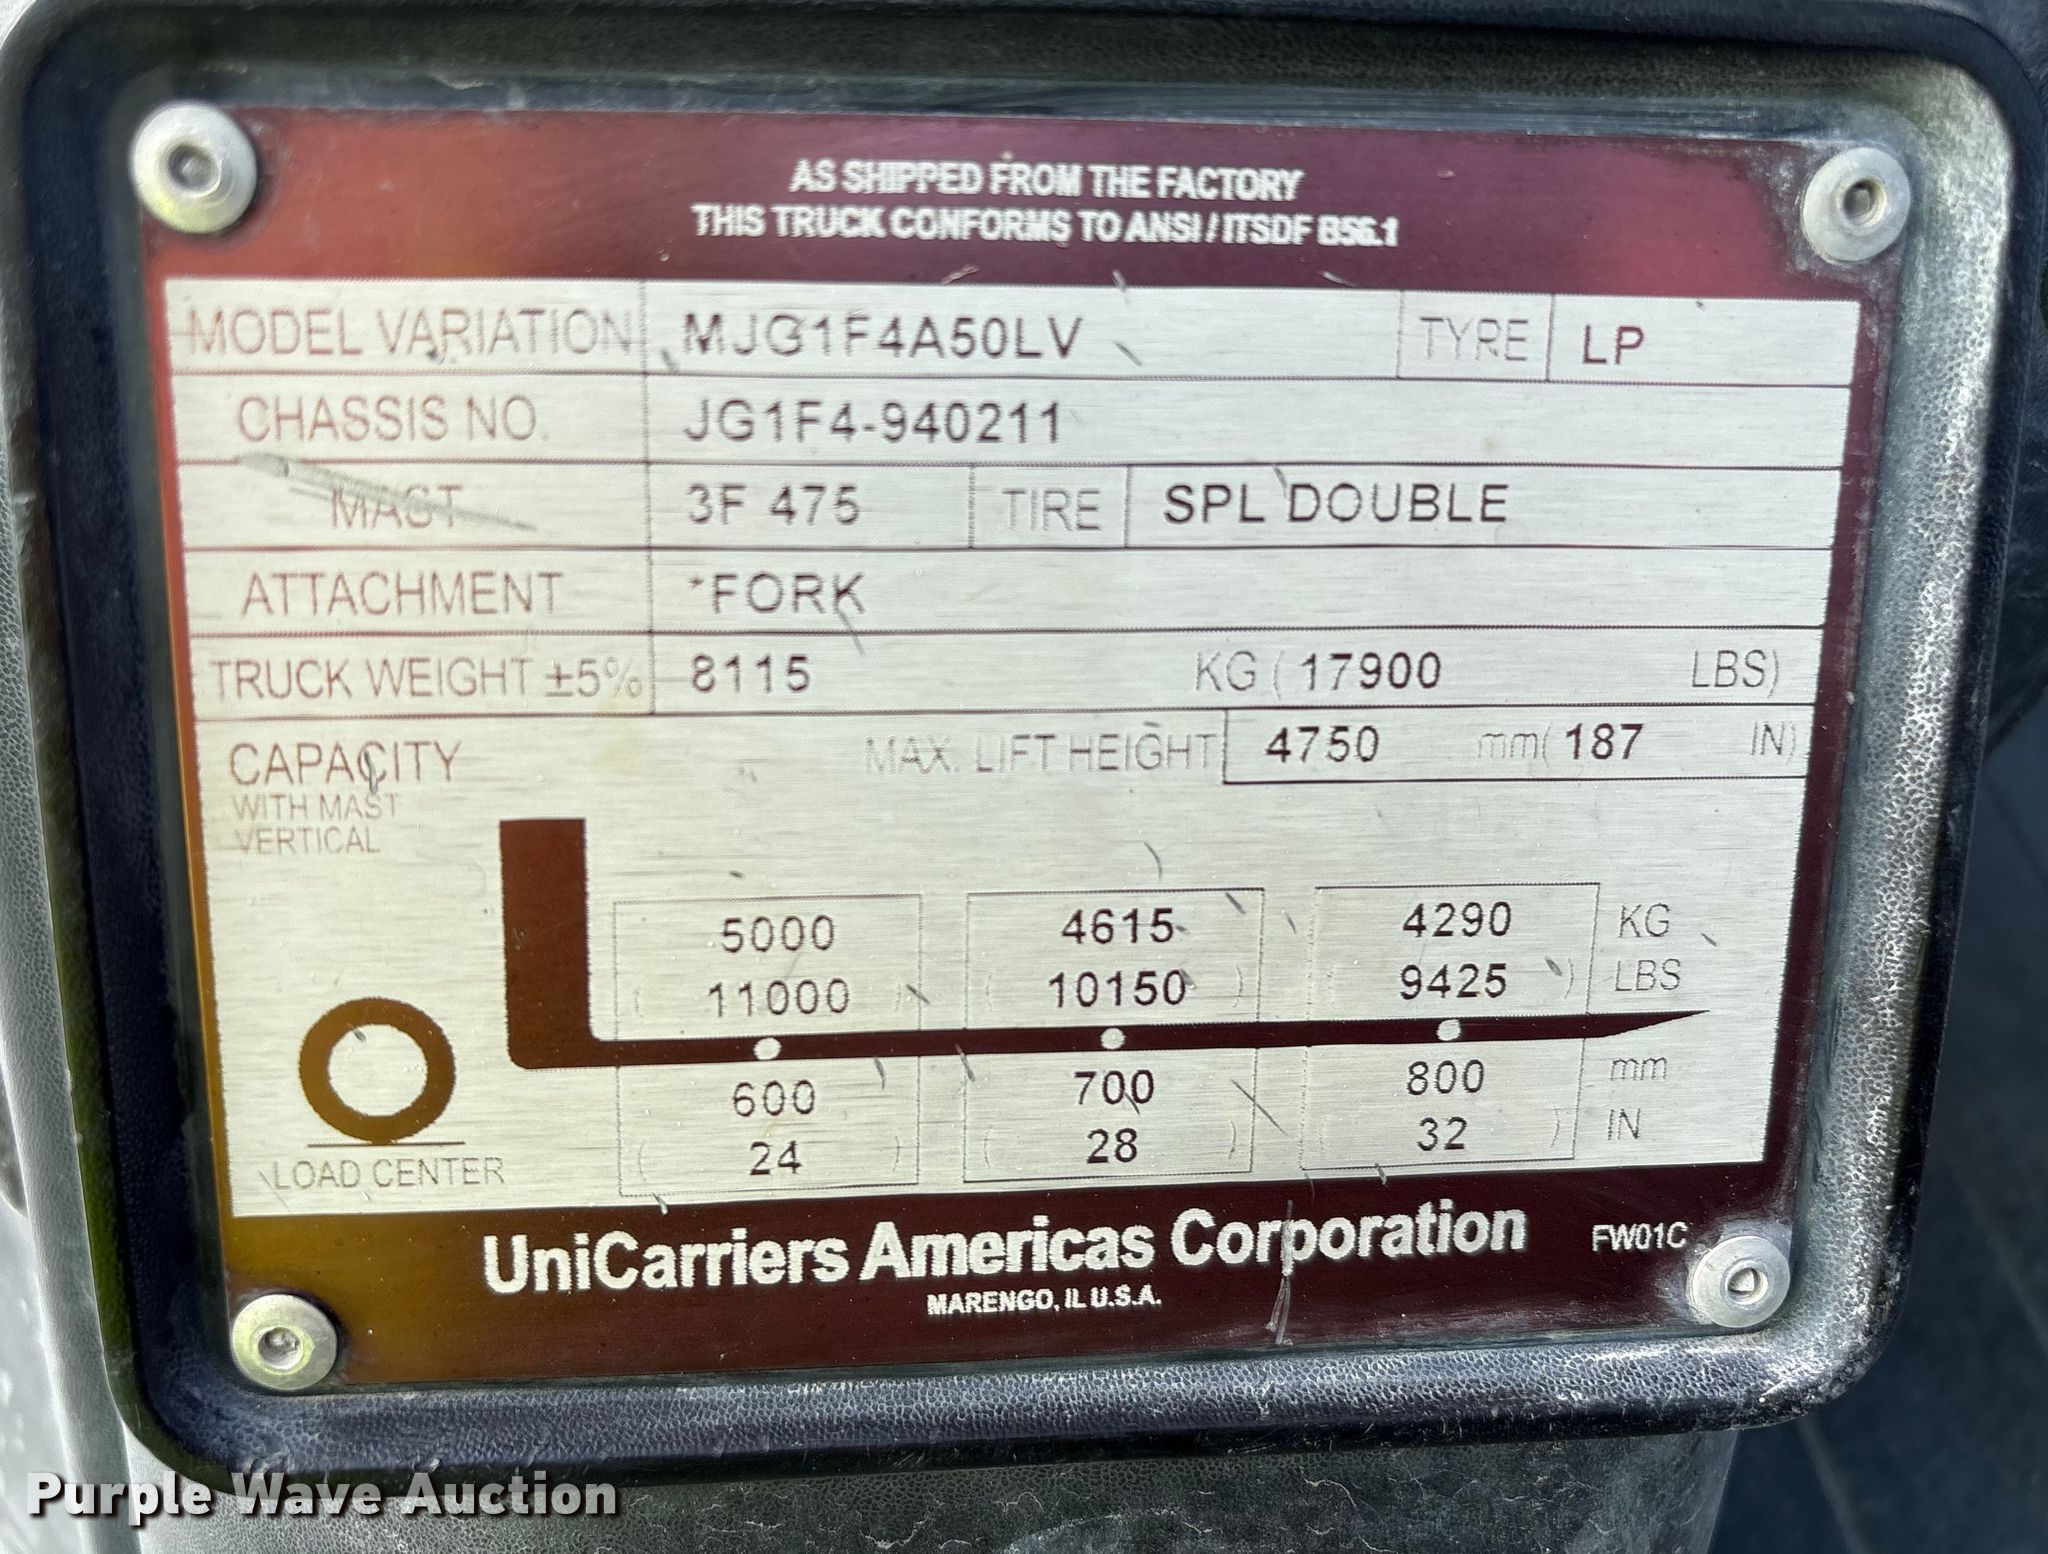 AS SHIPPED FROM THE FACTORY
THIS TRUCK CONFORMS TO ANSI / ITSDF B56.1
MODEL VARIATION MJG1F4A50LV TYRE LP
CHASSIS NO. JG1F4-940211
MAST 3F 475 TIRE SPL DOUBLE
ATTACHMENT *FORK
TRUCK WEIGHT ±5% 8115 KG ( 17900 LBS)
CAPACITY MAX. LIFT HEIGHT 4750 mm( 187 IN)
WITH MAST
VERTICAL
5000 4615 4290 KG
( 11000 ) ( 10150 ) ( 9425 ) LBS
600 700 800 mm
( 24 ) ( 28 ) ( 32 ) IN
LOAD CENTER
UniCarriers Americas Corporation FW01C
MARENGO, IL U.S.A.
Purple Wave Auction